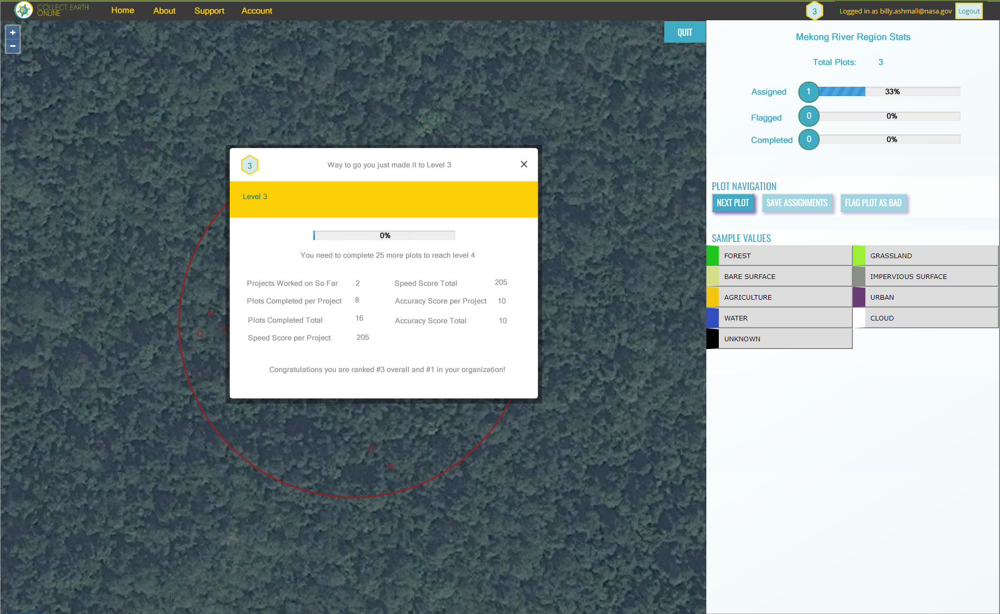 COLLECT EARTH
ONLINE
Home
About
Support
Account
3
Logged in as billy.ashmall@nasa.gov
Logout
+
−
QUIT
Mekong River Region Stats
Total Plots: 3
Assigned 1 33%
Flagged 0 0%
Completed 0 0%
PLOT NAVIGATION
NEXT PLOT
SAVE ASSIGNMENTS
FLAG PLOT AS BAD
SAMPLE VALUES
FOREST
GRASSLAND
BARE SURFACE
IMPERVIOUS SURFACE
AGRICULTURE
URBAN
WATER
CLOUD
UNKNOWN
3
Way to go you just made it to Level 3
Level 3
0%
You need to complete 25 more plots to reach level 4
Projects Worked on So Far 2
Speed Score Total 205
Plots Completed per Project 8
Accuracy Score per Project 10
Plots Completed Total 16
Accuracy Score Total 10
Speed Score per Project 205
Congratulations you are ranked #3 overall and #1 in your organization!